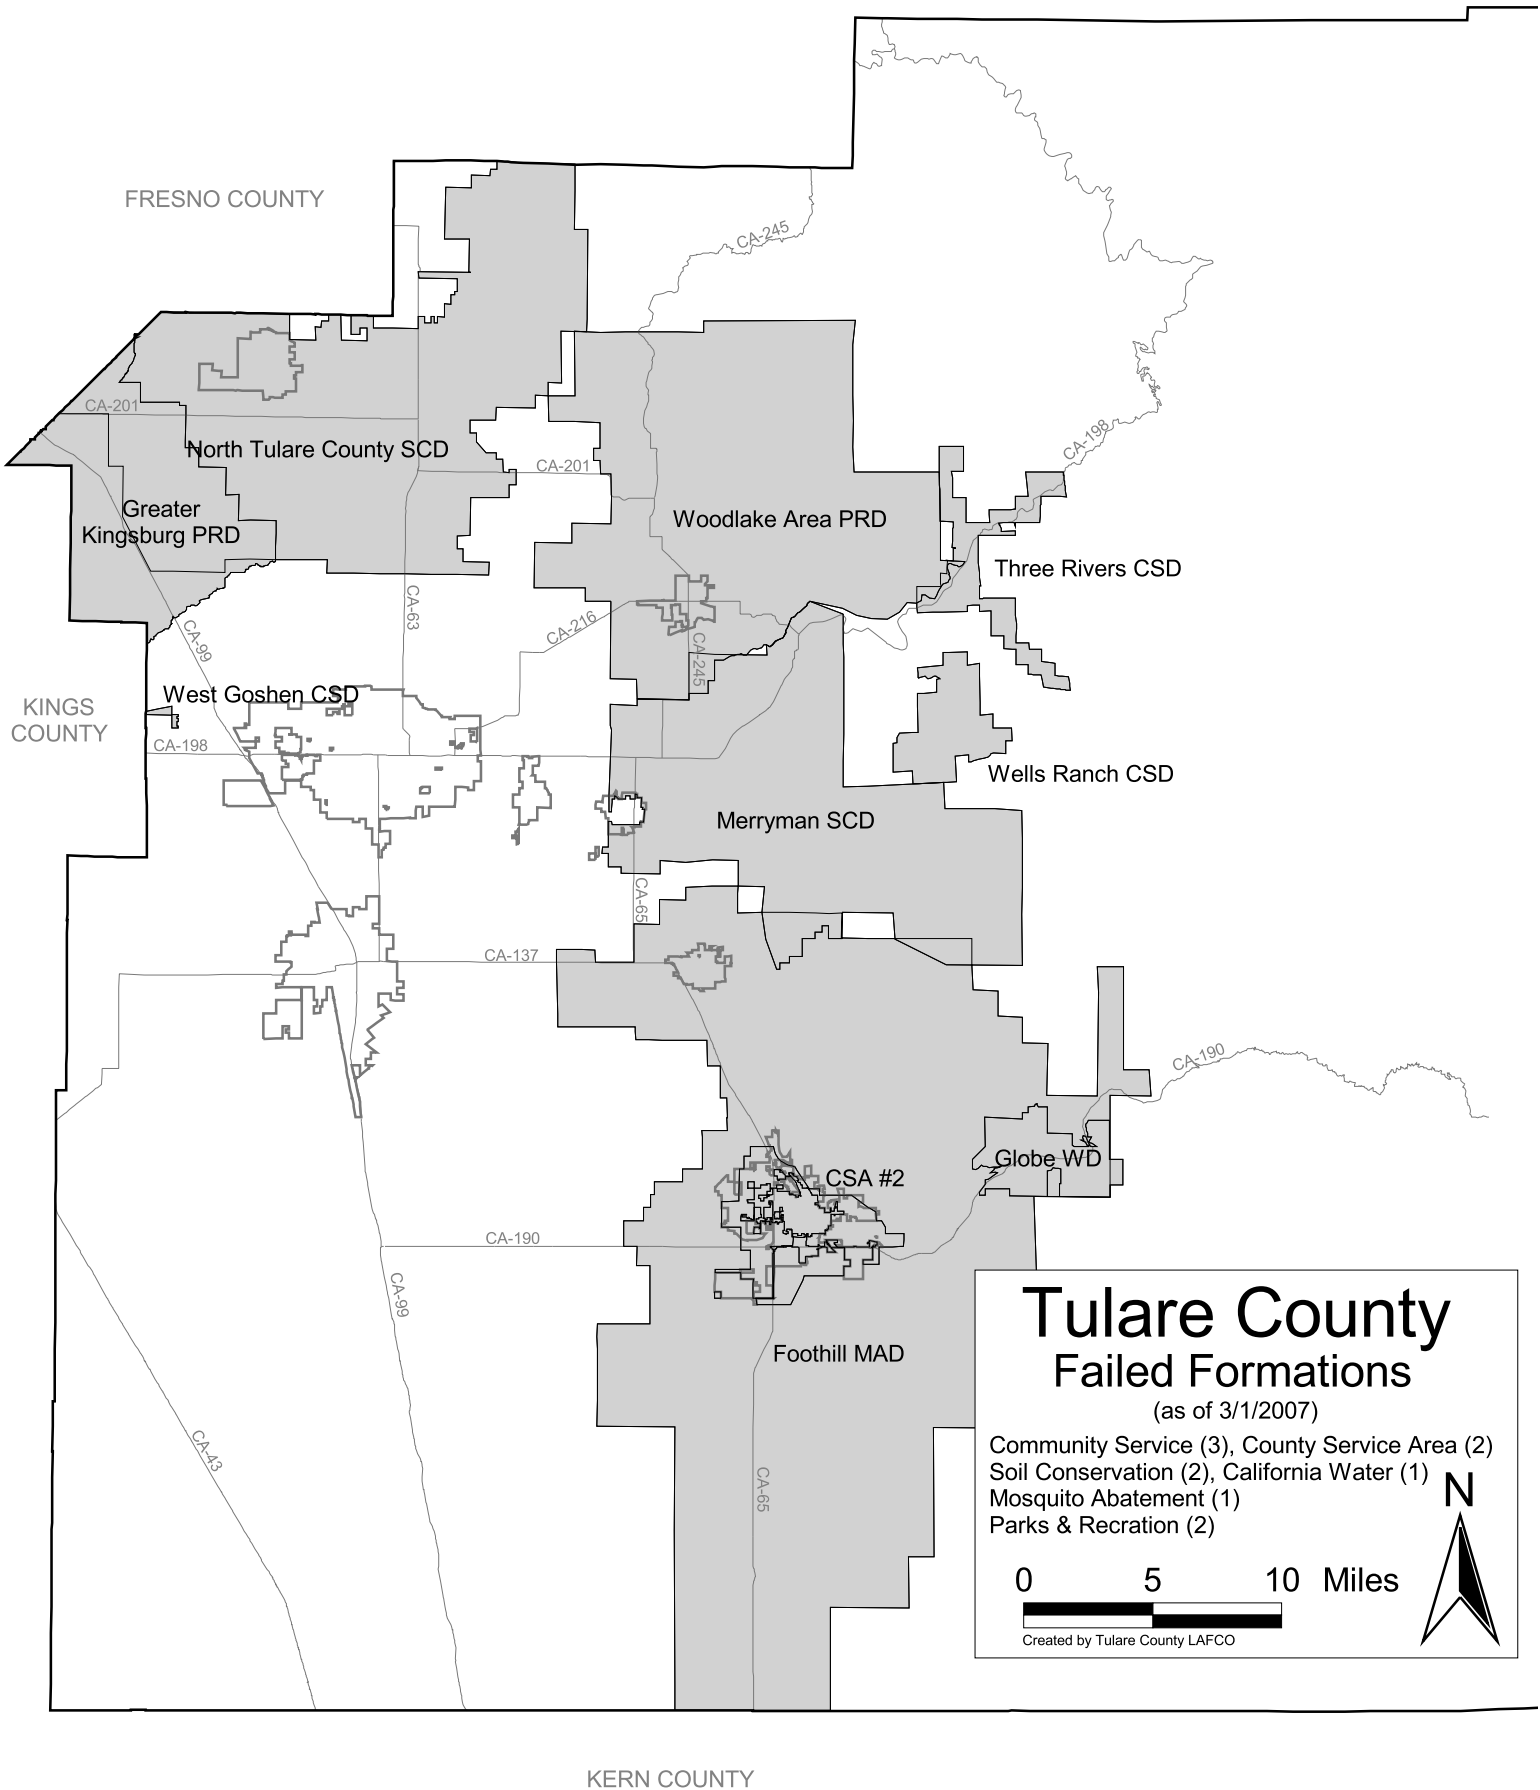 FRESNO COUNTY
CA-245
CA-201
CA-198
North Tulare County SCD
CA-201
Greater
Kingsburg PRD
Woodlake Area PRD
Three Rivers CSD
CA-63
CA-216
CA-99
CA-245
West Goshen CSD
KINGS
COUNTY
CA-198
Wells Ranch CSD
Merryman SCD
CA-65
CA-137
CA-190
Globe WD
CSA #2
CA-190
CA-99
Foothill MAD
CA-43
CA-65
Tulare County
Failed Formations
(as of 3/1/2007)
Community Service (3), County Service Area (2)
Soil Conservation (2), California Water (1)
Mosquito Abatement (1)
Parks & Recration (2)
N
0 5 10 Miles
Created by Tulare County LAFCO
KERN COUNTY